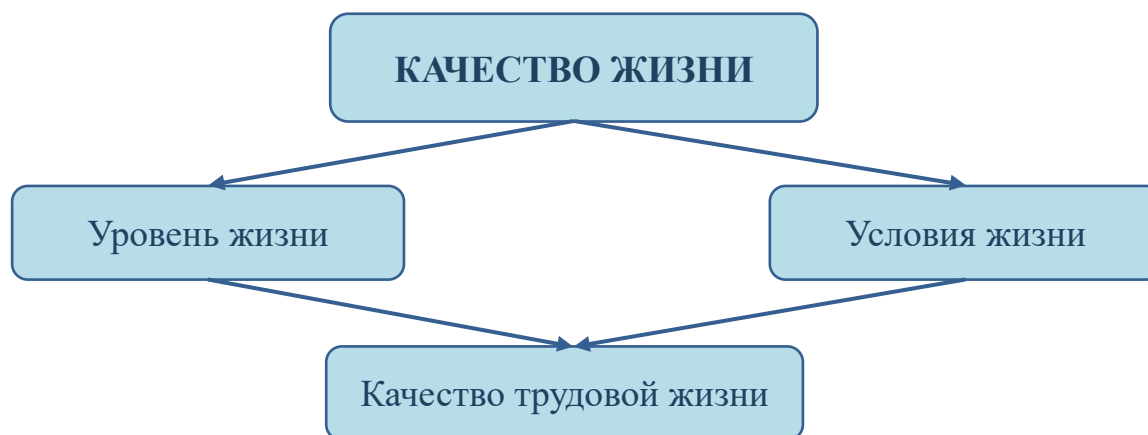 КАЧЕСТВО ЖИЗНИ
Уровень жизни
Условия жизни
Качество трудовой жизни